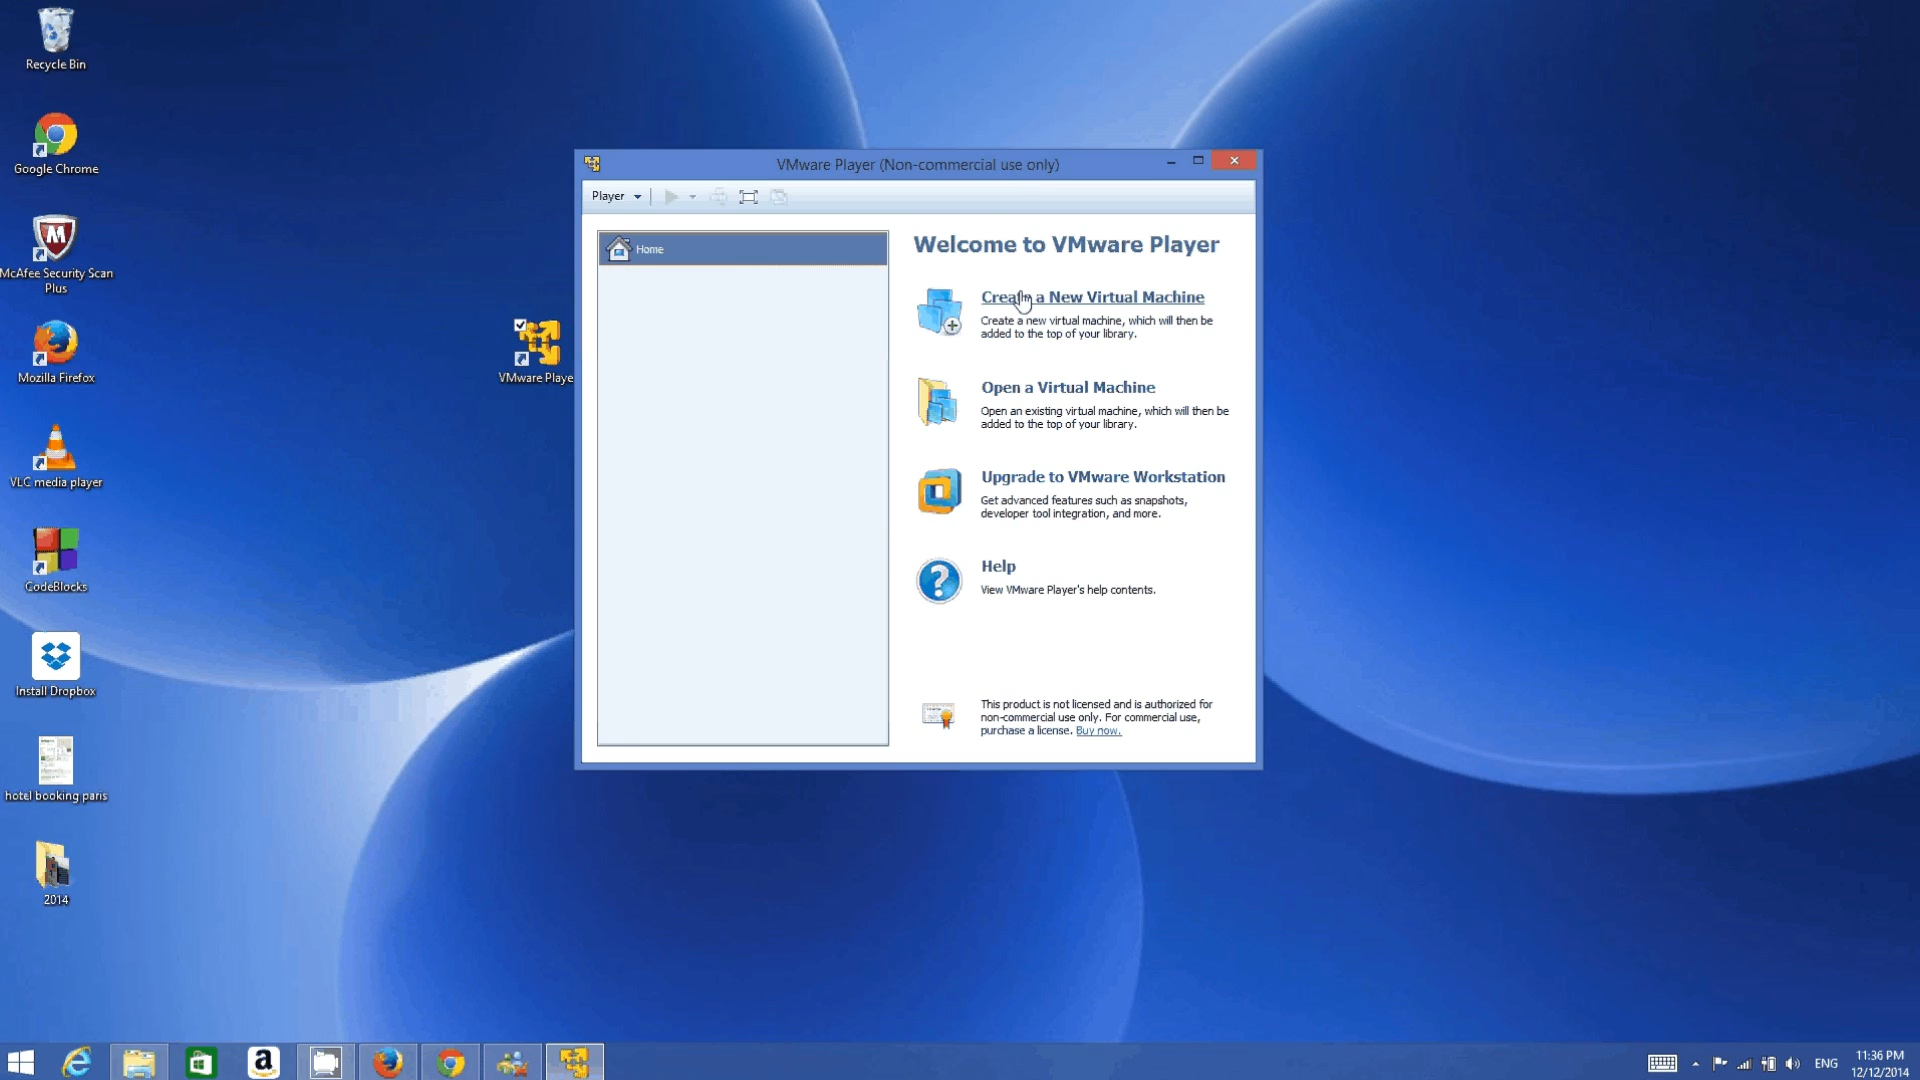 Recycle Bin
Google Chrome
McAfee Security Scan
Plus
Mozilla Firefox
VLC media player
CodeBlocks
Install Dropbox
hotel booking paris
2014
VMware Playe
VMware Player (Non-commercial use only)
Player
Home
Welcome to VMware Player
Create a New Virtual Machine
Create a new virtual machine, which will then be
added to the top of your library.
Open a Virtual Machine
Open an existing virtual machine, which will then be
added to the top of your library.
Upgrade to VMware Workstation
Get advanced features such as snapshots,
developer tool integration, and more.
Help
View VMware Player's help contents.
This product is not licensed and is authorized for
non-commercial use only. For commercial use,
purchase a license. Buy now.
ENG
11:36 PM
12/12/2014